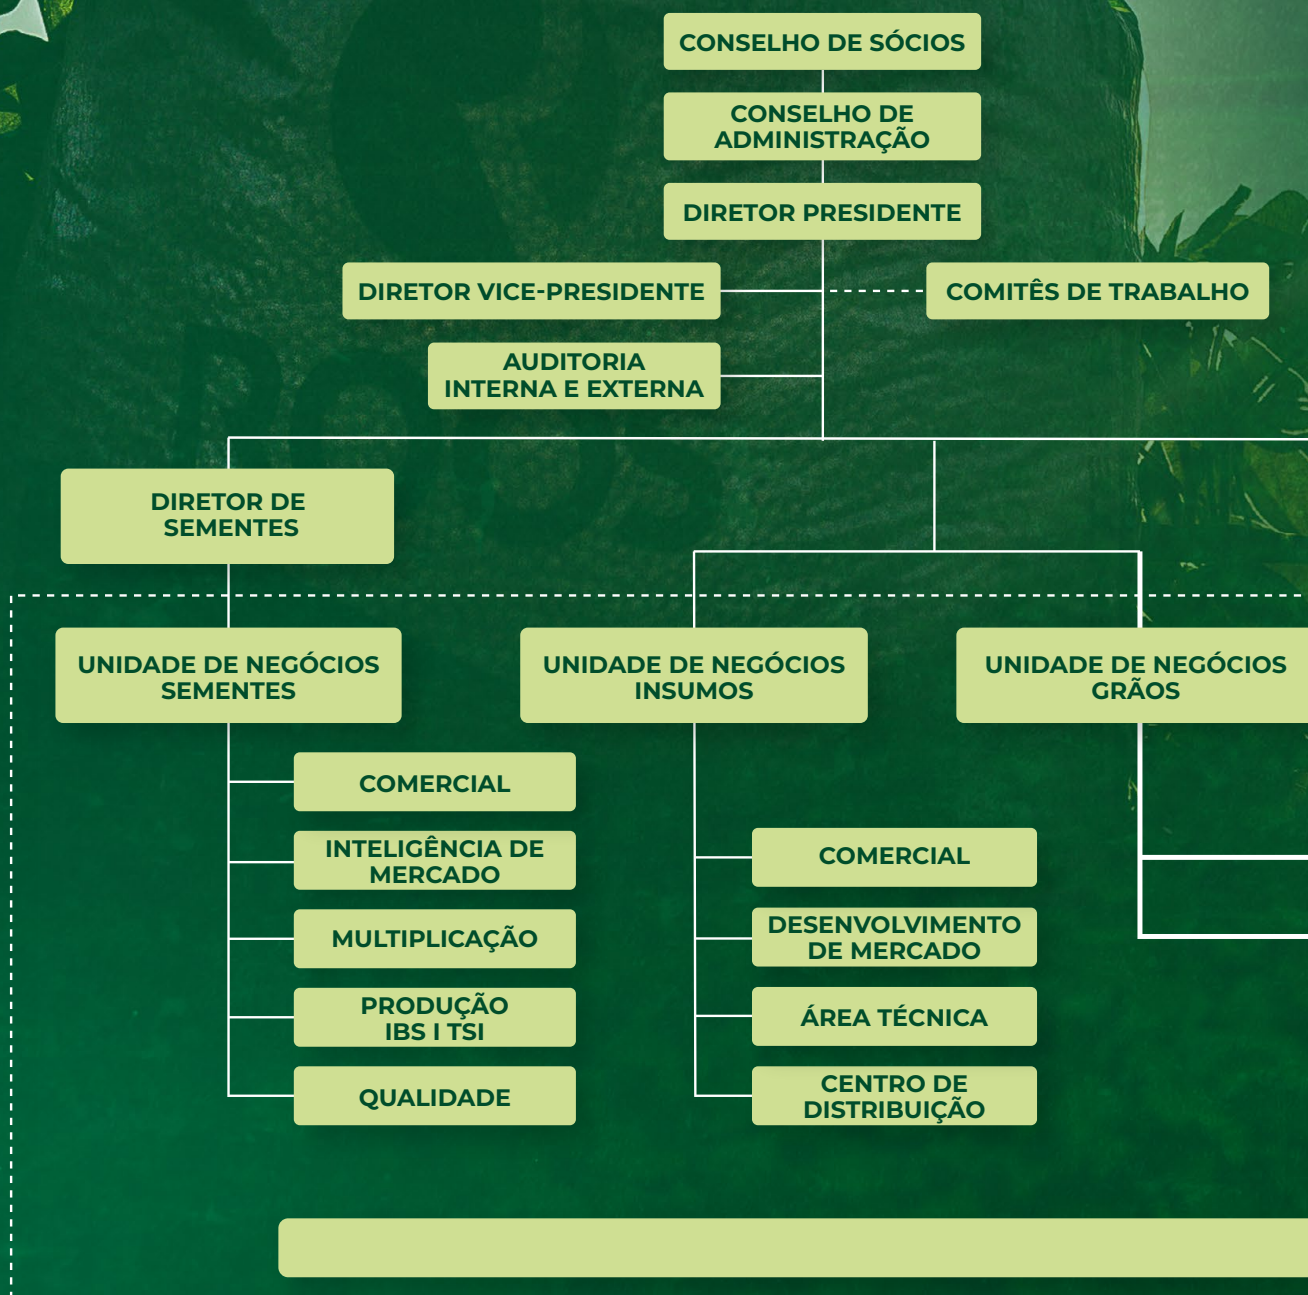 CONSELHO DE SÓCIOS
CONSELHO DE
ADMINISTRAÇÃO
DIRETOR PRESIDENTE
DIRETOR VICE-PRESIDENTE
COMITÊS DE TRABALHO
AUDITORIA
INTERNA E EXTERNA
DIRETOR DE
SEMENTES
UNIDADE DE NEGÓCIOS
SEMENTES
UNIDADE DE NEGÓCIOS
INSUMOS
UNIDADE DE NEGÓCIOS
GRÃOS
COMERCIAL
INTELIGÊNCIA DE
MERCADO
MULTIPLICAÇÃO
PRODUÇÃO
IBS I TSI
QUALIDADE
COMERCIAL
DESENVOLVIMENTO
DE MERCADO
ÁREA TÉCNICA
CENTRO DE
DISTRIBUIÇÃO